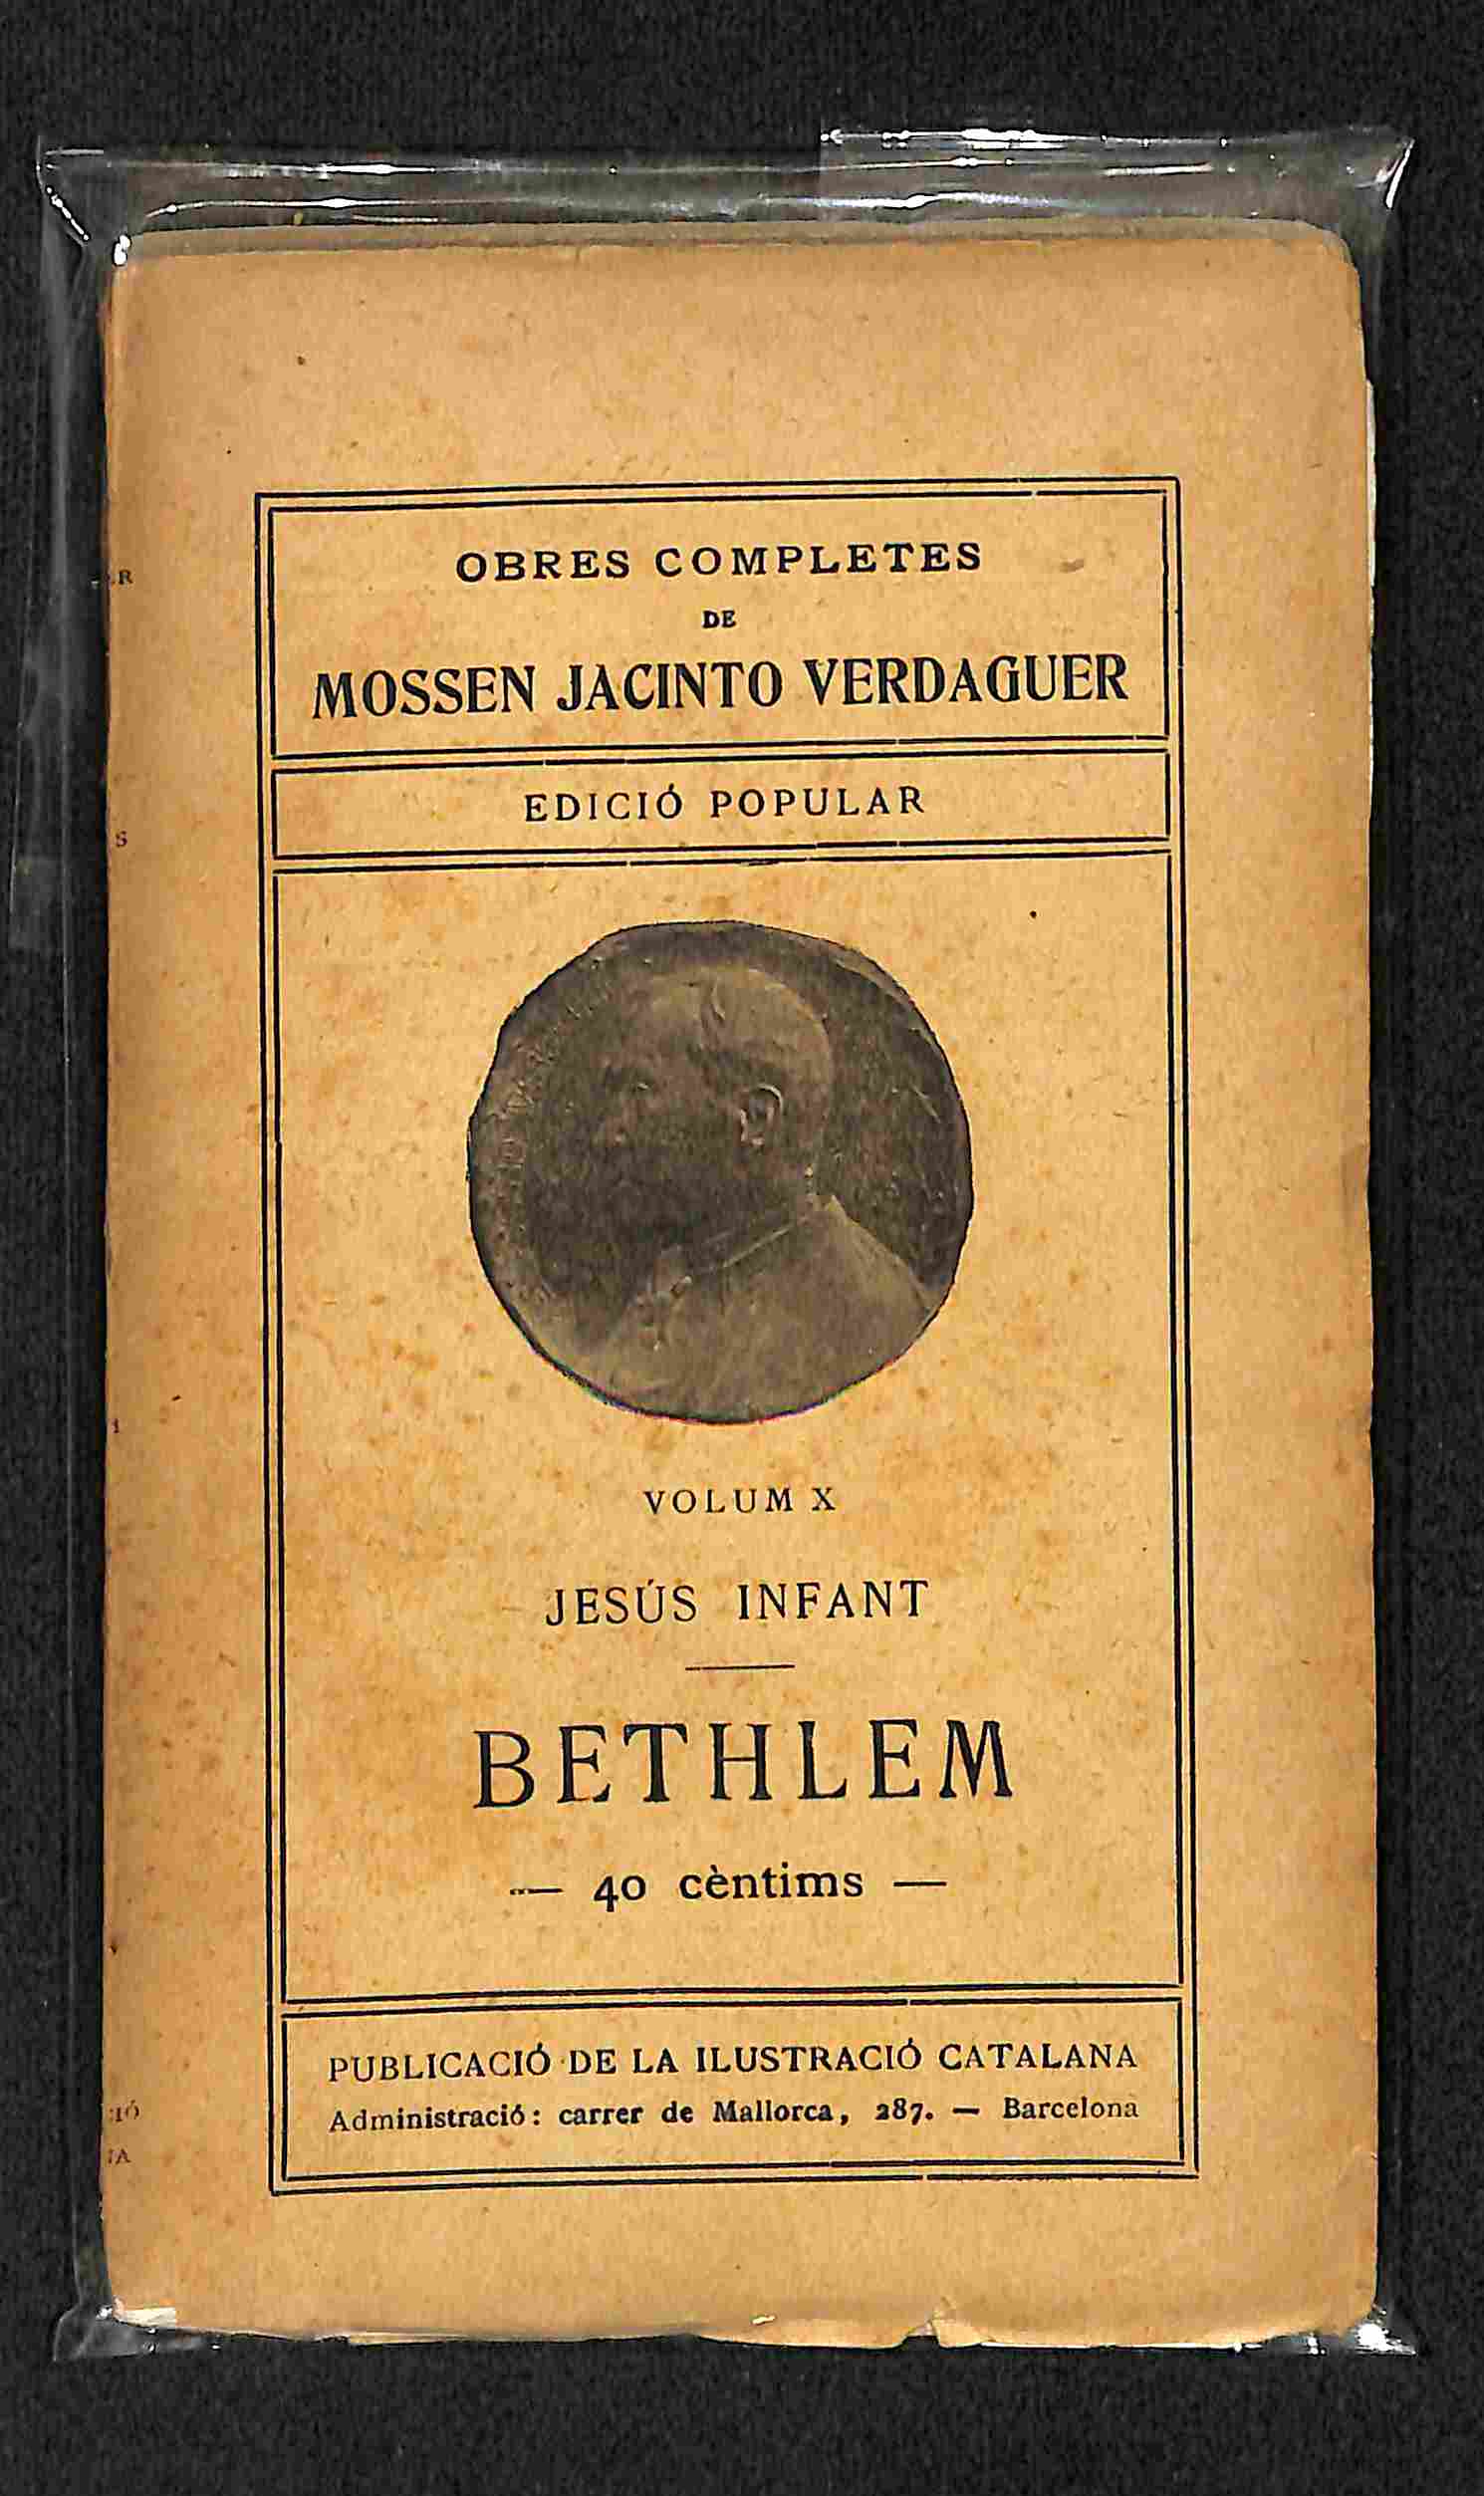 OBRES COMPLETES
DE
MOSSEN JACINTO VERDAGUER
EDICIÓ POPULAR
VOLUM X
JESÚS INFANT
BETHLEM
— 40 cèntims —
PUBLICACIÓ DE LA ILUSTRACIÓ CATALANA
Administració: carrer de Mallorca, 287. — Barcelona